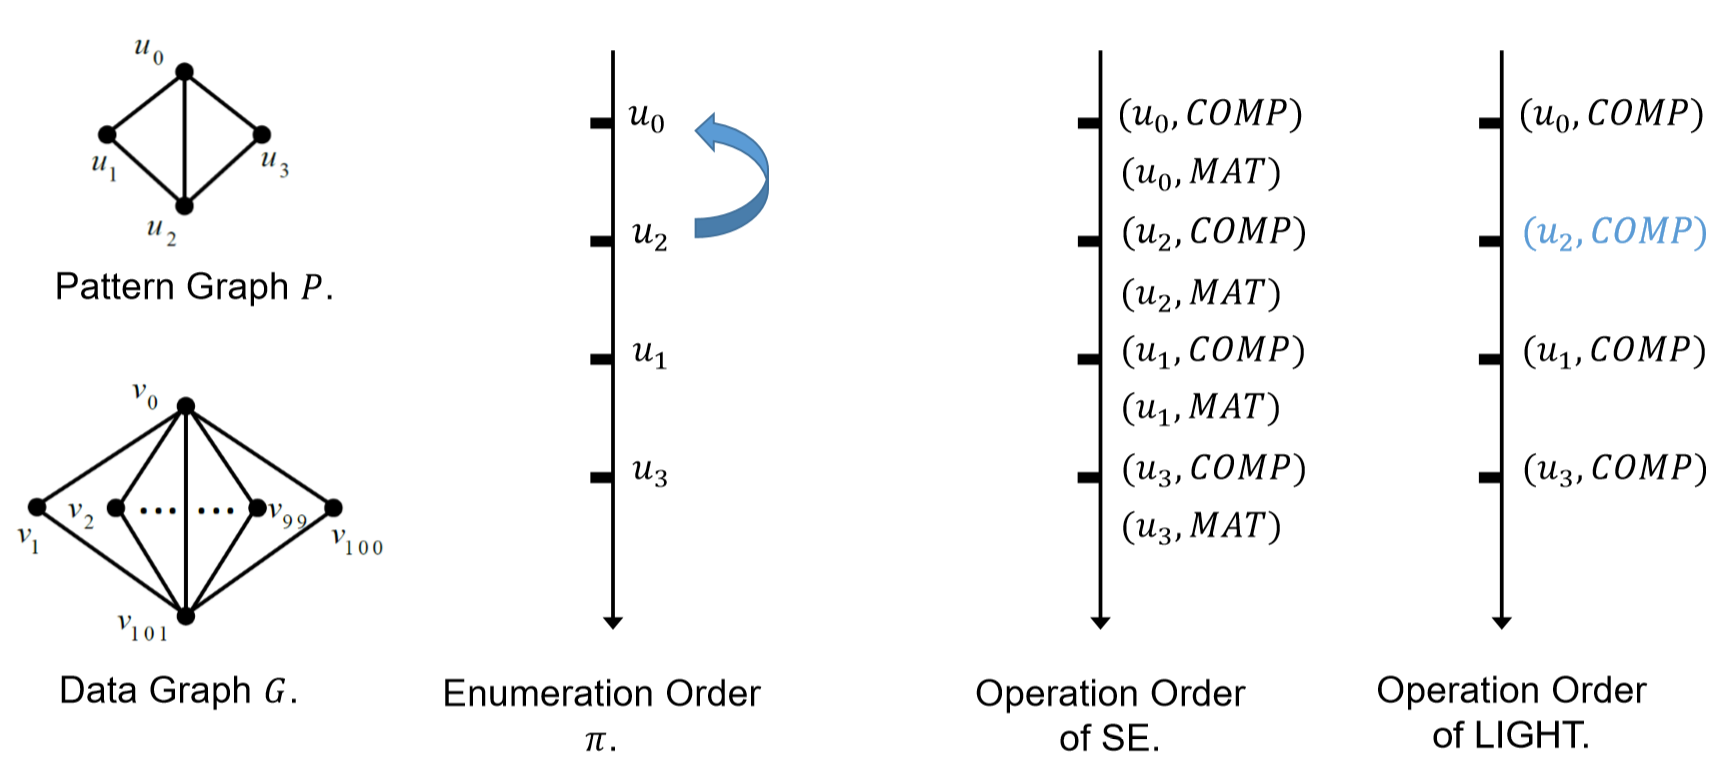 u₀
u₁
u₃
u₂
Pattern Graph P.
v₀
v₁
v₂
... ...
v₉₉
v₁₀₀
v₁₀₁
Data Graph G.
u₀
u₂
u₁
u₃
Enumeration Order
π.
(u₀, COMP)
(u₀, MAT)
(u₂, COMP)
(u₂, MAT)
(u₁, COMP)
(u₁, MAT)
(u₃, COMP)
(u₃, MAT)
Operation Order
of SE.
(u₀, COMP)
(u₂, COMP)
(u₁, COMP)
(u₃, COMP)
Operation Order
of LIGHT.